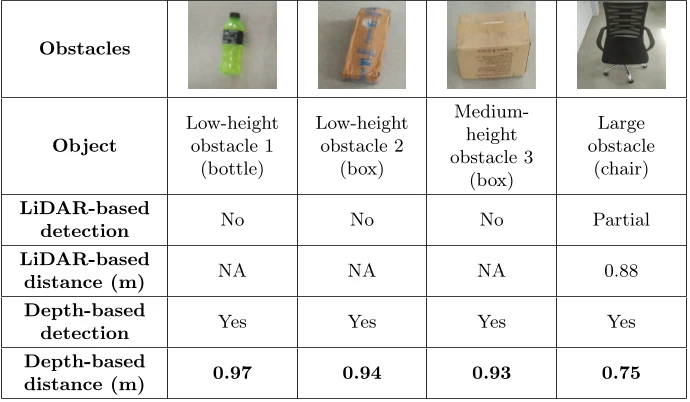 Obstacles
Object
Low-height
obstacle 1
(bottle)
Low-height
obstacle 2
(box)
Medium-
height
obstacle 3
(box)
Large
obstacle
(chair)
LiDAR-based
detection
No
No
No
Partial
LiDAR-based
distance (m)
NA
NA
NA
0.88
Depth-based
detection
Yes
Yes
Yes
Yes
Depth-based
distance (m)
0.97
0.94
0.93
0.75